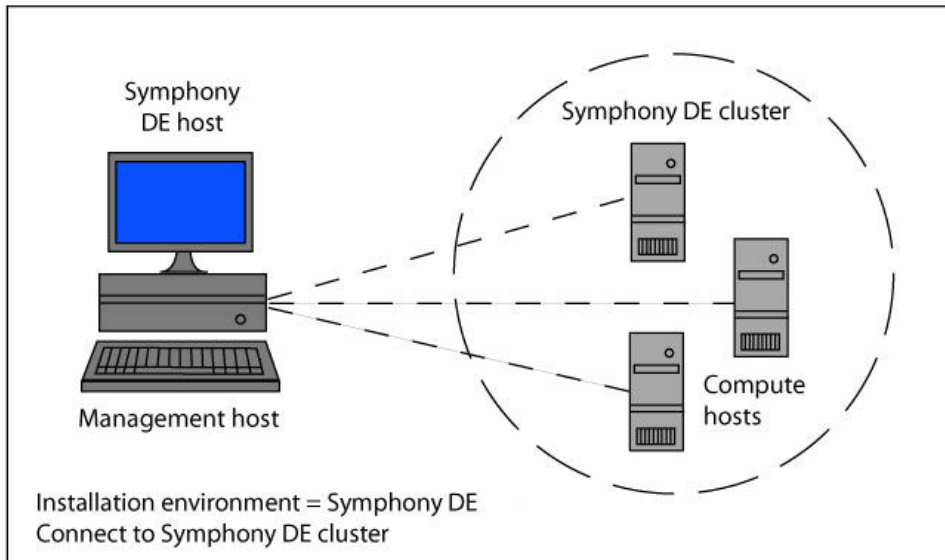 Symphony
DE host
Symphony DE cluster
Management host
Compute
hosts
Installation environment = Symphony DE
Connect to Symphony DE cluster